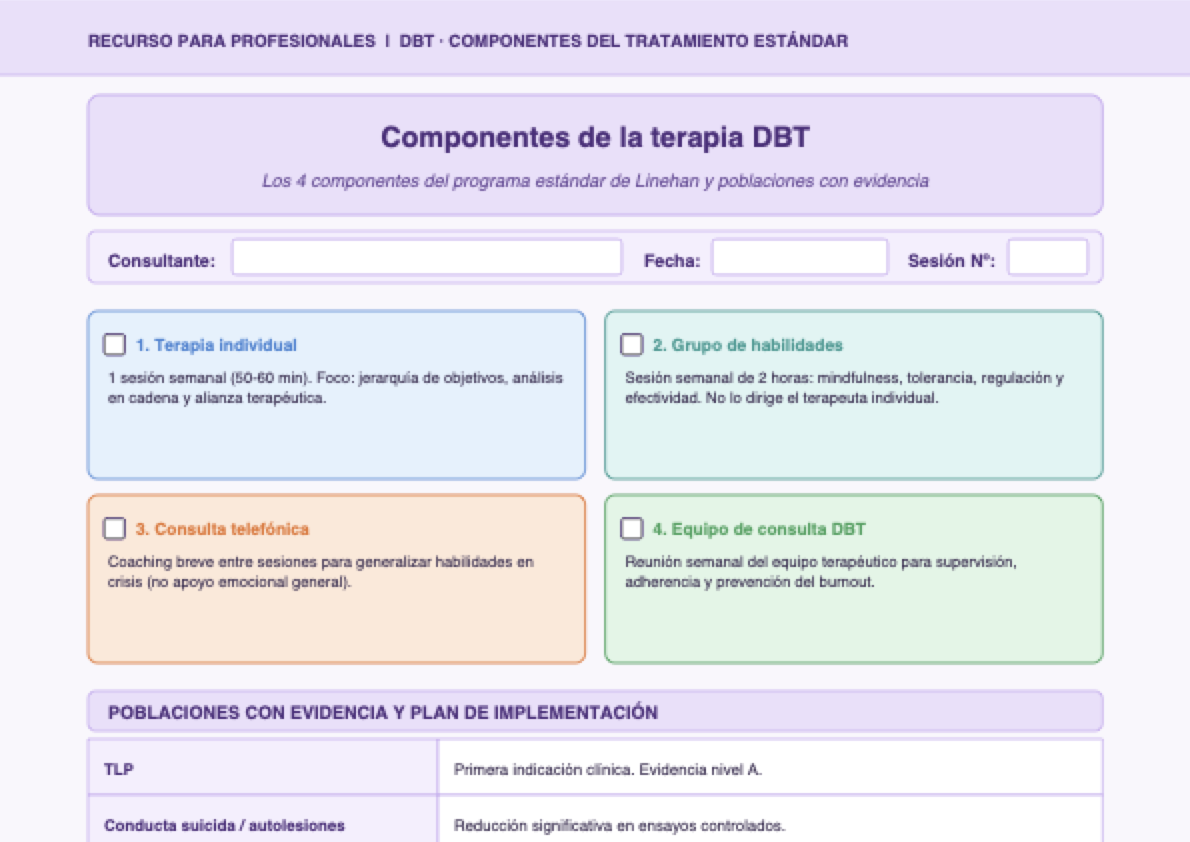 RECURSO PARA PROFESIONALES | DBT · COMPONENTES DEL TRATAMIENTO ESTÁNDAR
Componentes de la terapia DBT
Los 4 componentes del programa estándar de Linehan y poblaciones con evidencia
Consultante: Fecha: Sesión Nº:
1. Terapia individual
1 sesión semanal (50-60 min). Foco: jerarquía de objetivos, análisis
en cadena y alianza terapéutica.
2. Grupo de habilidades
Sesión semanal de 2 horas: mindfulness, tolerancia, regulación y
efectividad. No lo dirige el terapeuta individual.
3. Consulta telefónica
Coaching breve entre sesiones para generalizar habilidades en
crisis (no apoyo emocional general).
4. Equipo de consulta DBT
Reunión semanal del equipo terapéutico para supervisión,
adherencia y prevención del burnout.
POBLACIONES CON EVIDENCIA Y PLAN DE IMPLEMENTACIÓN
TLP
Primera indicación clínica. Evidencia nivel A.
Conducta suicida / autolesiones
Reducción significativa en ensayos controlados.